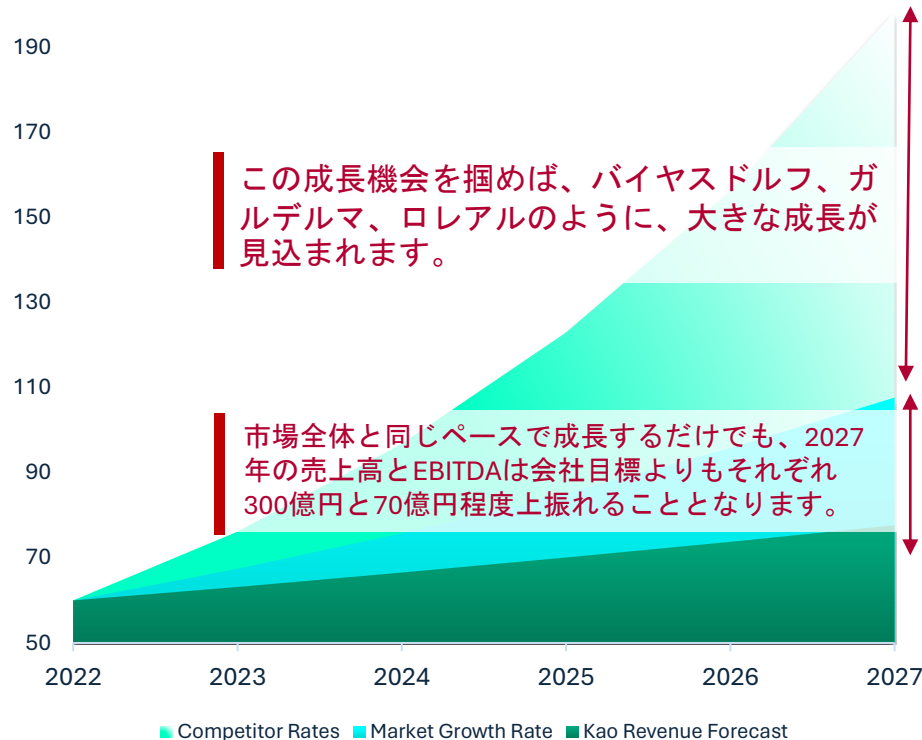 190
170
この成長機会を掴めば、バイヤスドルフ、ガ
ルデルマ、ロレアルのように、大きな成長が
見込まれます。
150
130
110
市場全体と同じペースで成長するだけでも、2027
年の売上高とEBITDAは会社目標よりもそれぞれ
300億円と70億円程度上振れることとなります。
90
70
50
2022 2023 2024 2025 2026 2027
Competitor Rates Market Growth Rate Kao Revenue Forecast